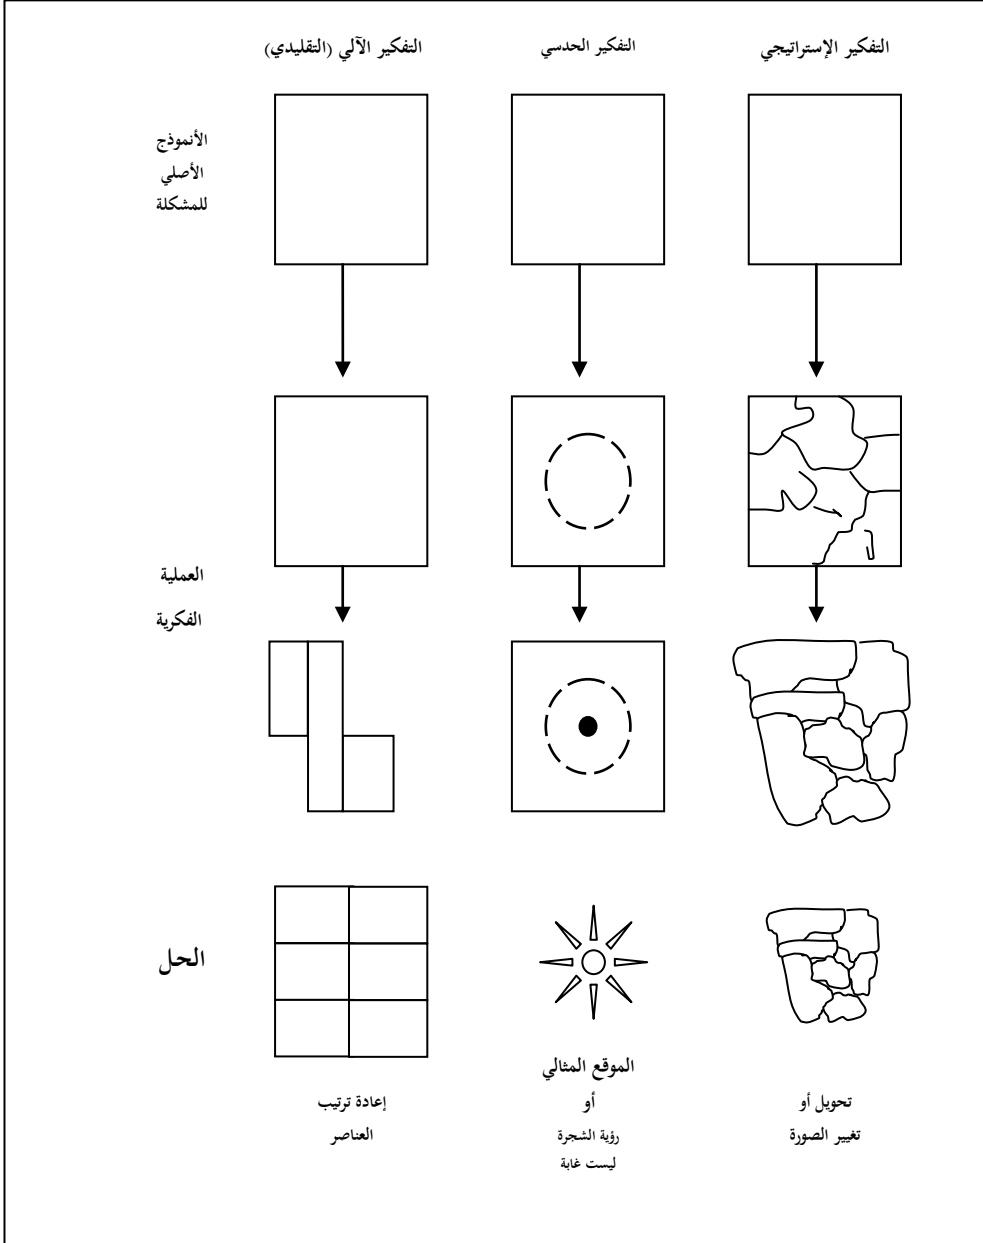 التفكير الإستراتيجي
التفكير الحدسي
التفكير الآلي (التقليدي)
الأنموذج
الأصلي
للمشكلة
العملية
الفكرية
الحل
تحويل أو
تغيير الصورة
الموقع المثالي
أو
رؤية الشجرة
ليست غابة
إعادة ترتيب
العناصر